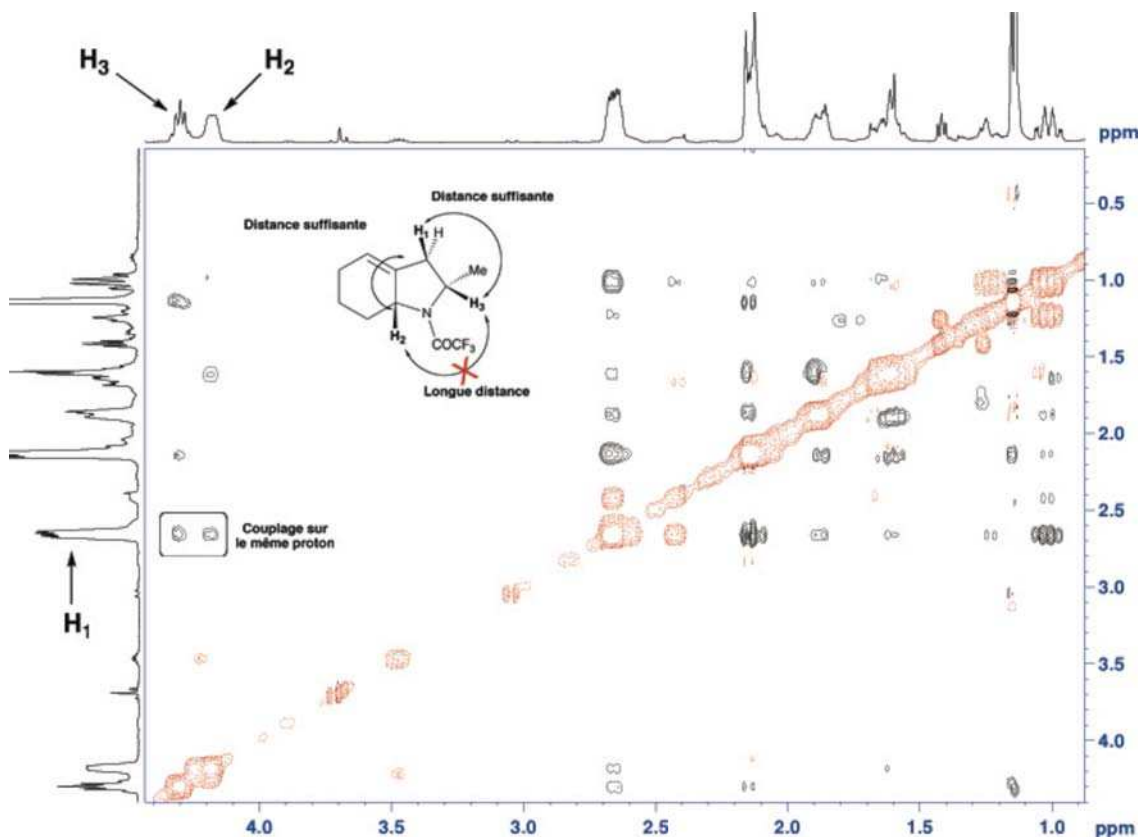 H3
H2
ppm
Distance suffisante
Distance suffisante
H1
H
Me
H3
N
H2
COCF3
Longue distance
Couplage sur
le même proton
H1
0.5
1.0
1.5
2.0
2.5
3.0
3.5
4.0
4.0 3.5 3.0 2.5 2.0 1.5 1.0 ppm